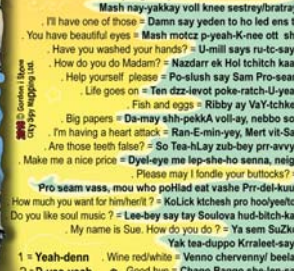 Mash nay-yakkay voll knee sestrey/bratray
. I'll have one of those = Damn say yeden to ho led ens t
. You have beautiful eyes = Mash motcz p-yeah-K-nee ott sh
. Have you washed your hands? = U-mill says ru-tc-say
. How do you do Madam? = Nazdarr ek Hol tchitch kaa
. Help yourself please = Po-slush say Sam Pro-sea
. Life goes on = Ten dzz-ievot poke-ratch-U-yea
. Fish and eggs = Ribby ay VaY-tchke
. Big papers = Da-may shh-pekkA voll-ay, nebbo so
. I'm having a heart attack = Ran-E-min-yey, Mert vit-Sa
. Are those teeth false? = So Tea-hLay zub-bey prr-avvy
. Make me a nice price = Dyel-eye me lep-she-ho senna, neig
. Please may I fondle your buttocks? =
Pro seam vass, mou who poHlad eat vashe Prr-del-kuu
How much you want for him/her/it ? = KoLick ktchesh pro hoo/yeel/to
Do you like soul music ? = Lee-bey say tay Soulova hud-bitch-ka
. My name is Sue. How do you do ? = Ya sem SuZk
Yak tea-duppo Krraleet-say
1 = Yeah-denn . Wine red/white = Venno chervenny/ beela
2010 © Gordon i Store
City Spy Mapping Ltd.